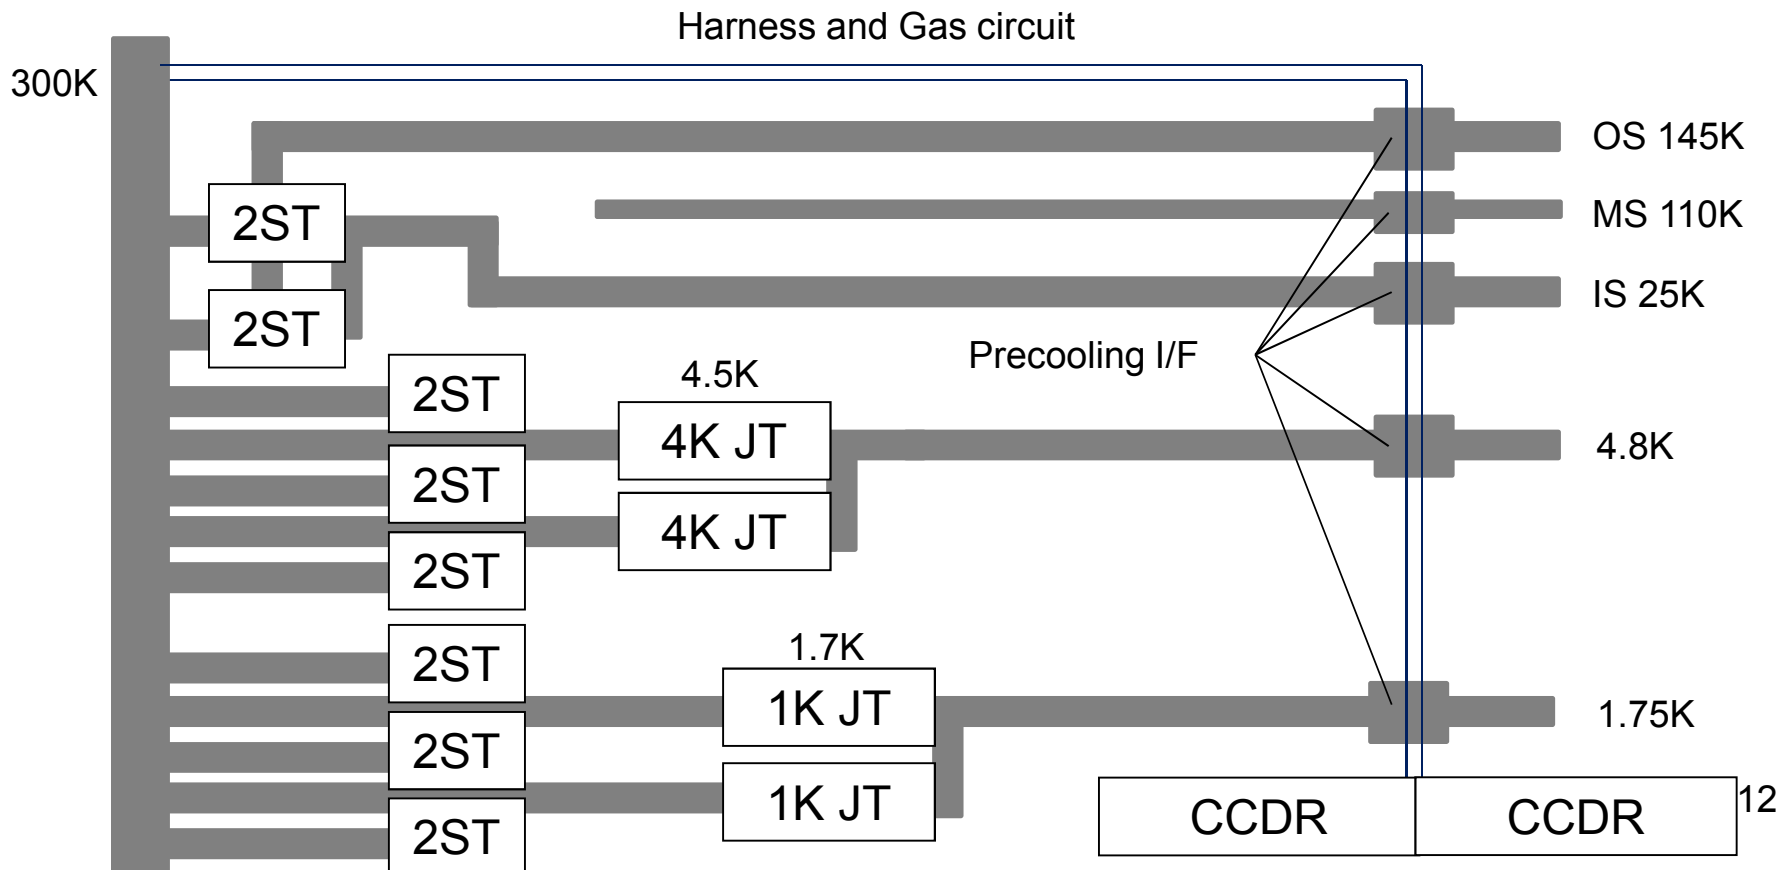 Harness and Gas circuit
300K
OS 145K
2ST
MS 110K
IS 25K
2ST
Precooling I/F
4.5K
2ST
4K JT
4.8K
2ST
4K JT
2ST
1.7K
2ST
1K JT
1.75K
2ST
1K JT
CCDR
CCDR
12
2ST